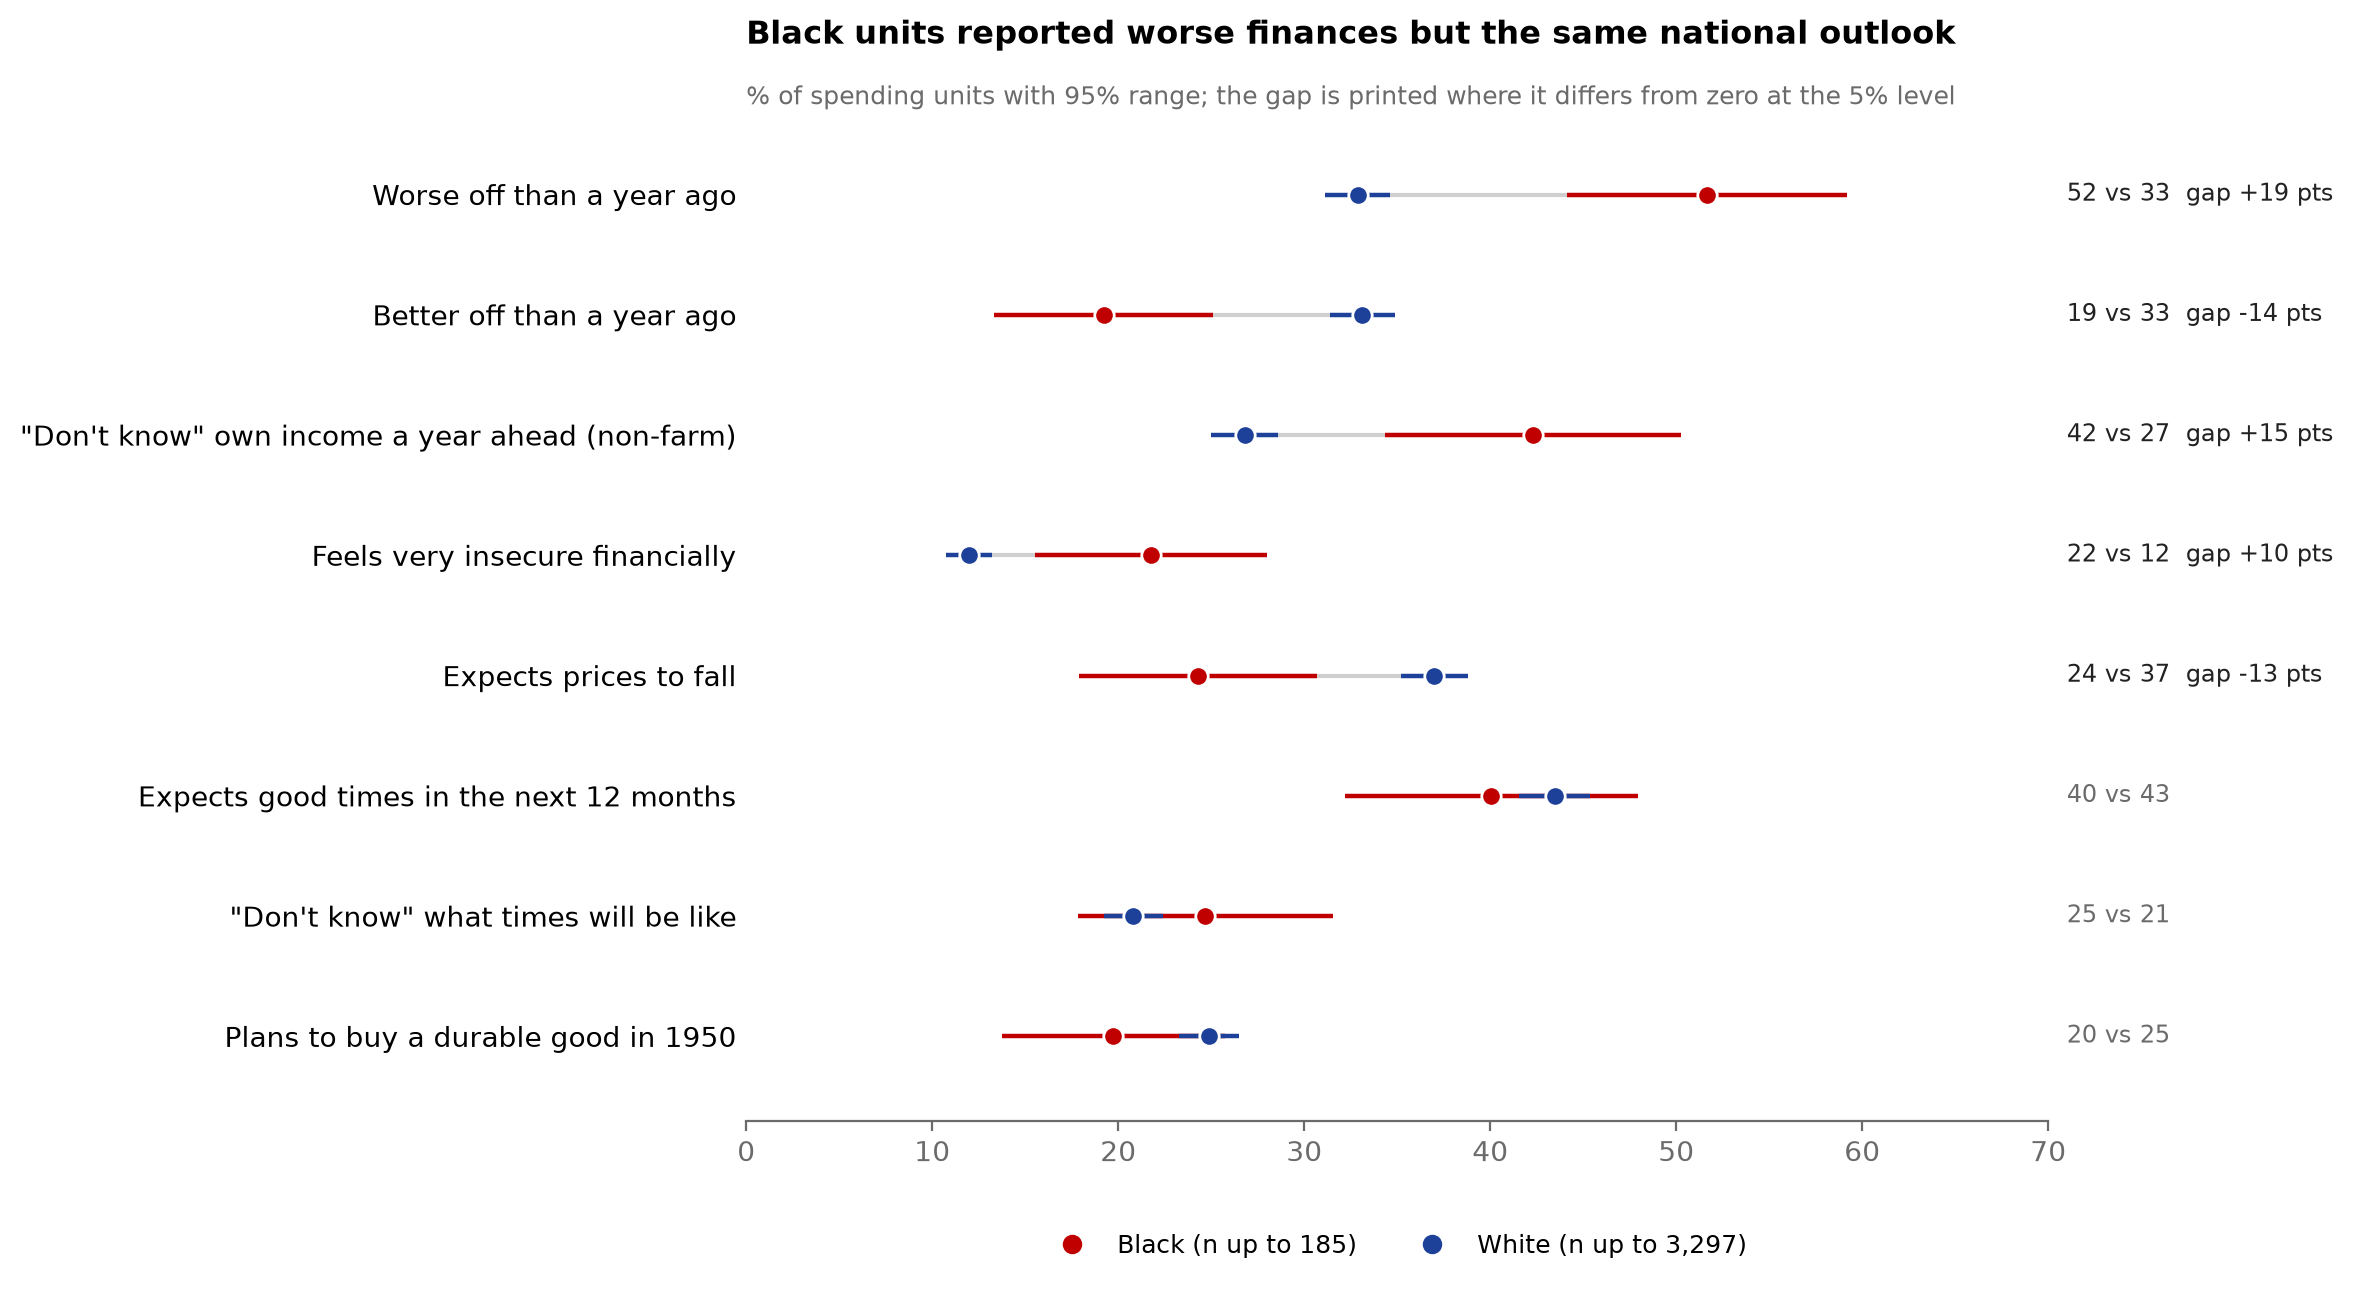 Black units reported worse finances but the same national outlook
% of spending units with 95% range; the gap is printed where it differs from zero at the 5% level
Worse off than a year ago 52 vs 33 gap +19 pts
Better off than a year ago 19 vs 33 gap -14 pts
"Don't know" own income a year ahead (non-farm) 42 vs 27 gap +15 pts
Feels very insecure financially 22 vs 12 gap +10 pts
Expects prices to fall 24 vs 37 gap -13 pts
Expects good times in the next 12 months 40 vs 43
"Don't know" what times will be like 25 vs 21
Plans to buy a durable good in 1950 20 vs 25
0 10 20 30 40 50 60 70
Black (n up to 185) White (n up to 3,297)